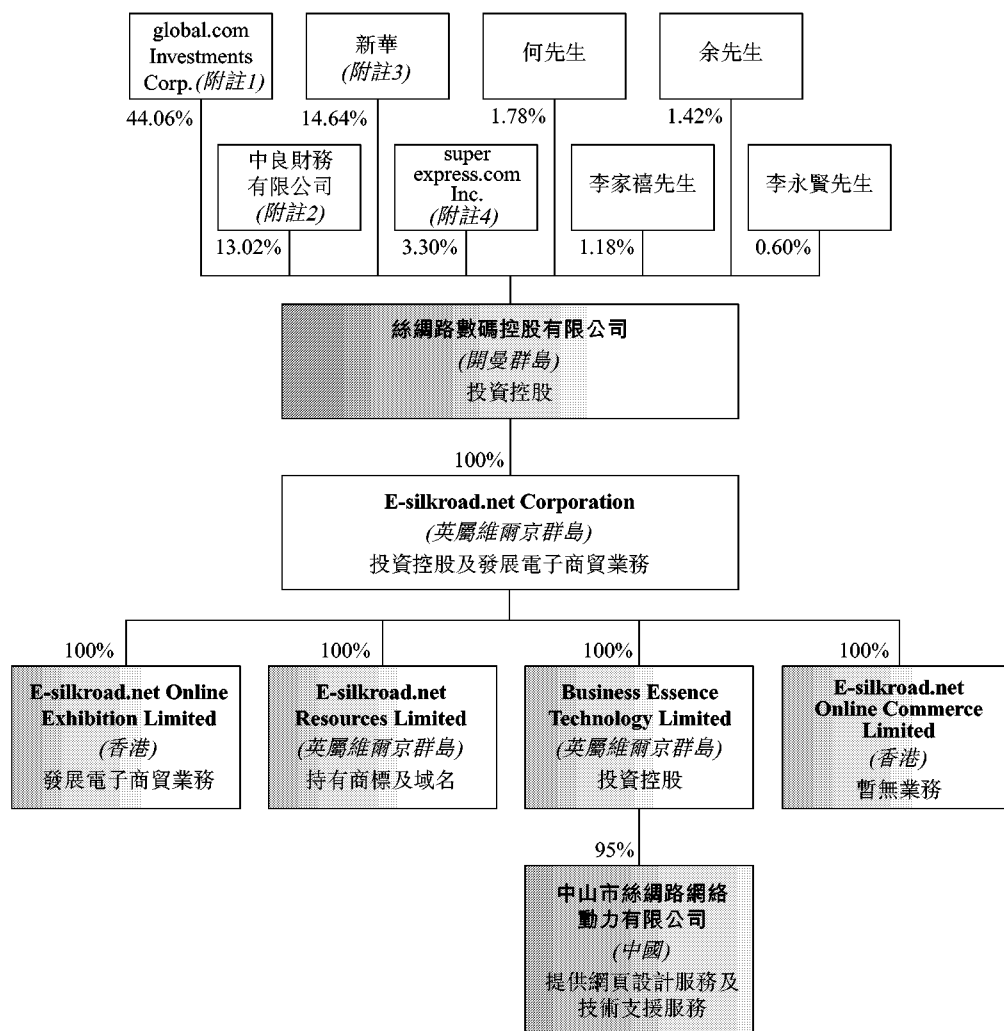 global.com
Investments
Corp.(附註1)
新華
(附註3)
何先生
余先生
44.06%
14.64%
1.78%
1.42%
中良財務
有限公司
(附註2)
super
express.com
Inc.
(附註4)
李家禧先生
李永賢先生
13.02%
3.30%
1.18%
0.60%
絲綢路數碼控股有限公司
(開曼群島)
投資控股
100%
E-silkroad.net Corporation
(英屬維爾京群島)
投資控股及發展電子商貿業務
100%
100%
100%
100%
E-silkroad.net Online
Exhibition Limited
(香港)
發展電子商貿業務
E-silkroad.net
Resources Limited
(英屬維爾京群島)
持有商標及域名
Business Essence
Technology Limited
(英屬維爾京群島)
投資控股
E-silkroad.net
Online Commerce
Limited
(香港)
暫無業務
95%
中山市絲綢路網絡
動力有限公司
(中國)
提供網頁設計服務及
技術支援服務